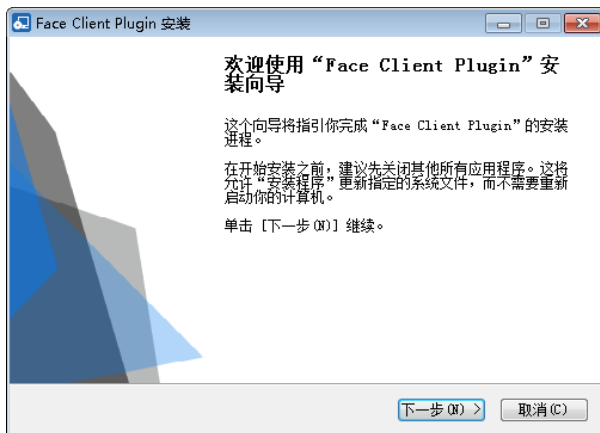 Face Client Plugin 安装
欢迎使用“Face Client Plugin”安
装向导
这个向导将指引你完成“Face Client Plugin”的安装
进程。
在开始安装之前，建议先关闭其他所有应用程序。这将
允许“安装程序”更新指定的系统文件，而不需要重新
启动你的计算机。
单击 [下一步(N)] 继续。
下一步(N) >
取消(C)